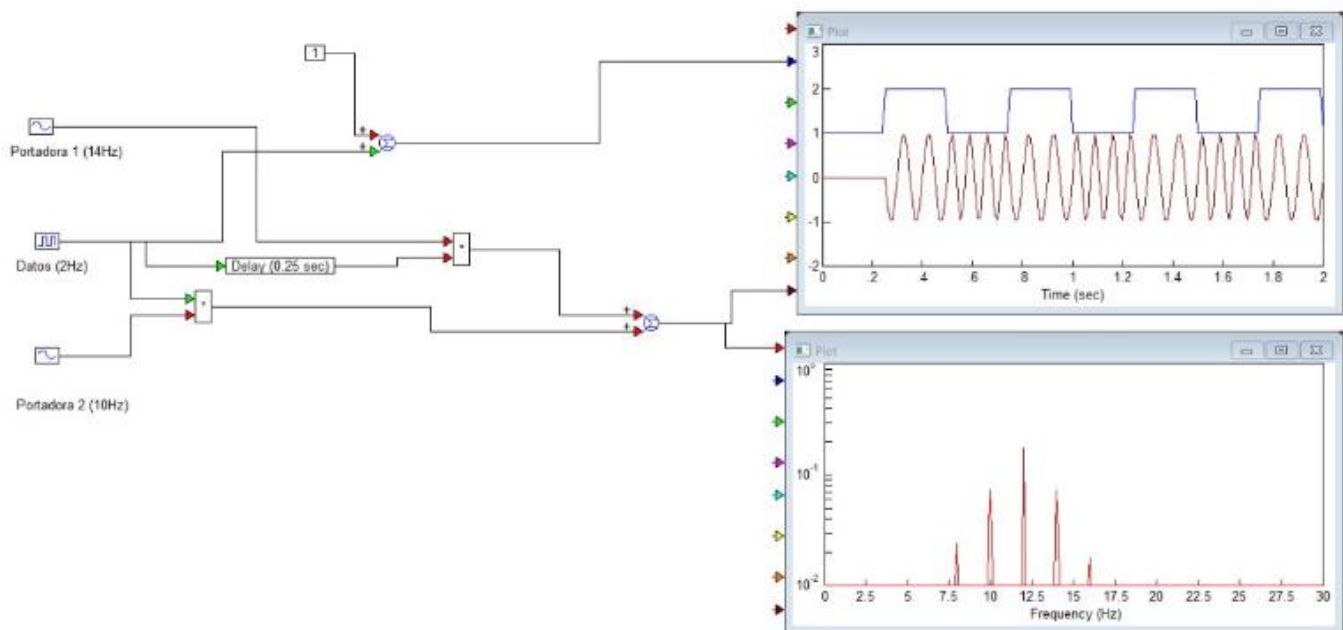 1
Portadora 1 (14Hz)
Datos (2Hz)
Delay (0.25 sec)
*
*
Portadora 2 (10Hz)
+
+
Σ
+
+
Σ
Plot
3
2
1
0
-1
-2
0 .2 .4 .6 .8 1 1.2 1.4 1.6 1.8 2
Time (sec)
Plot
10⁰
10⁻¹
10⁻²
0 2.5 5 7.5 10 12.5 15 17.5 20 22.5 25 27.5 30
Frequency (Hz)